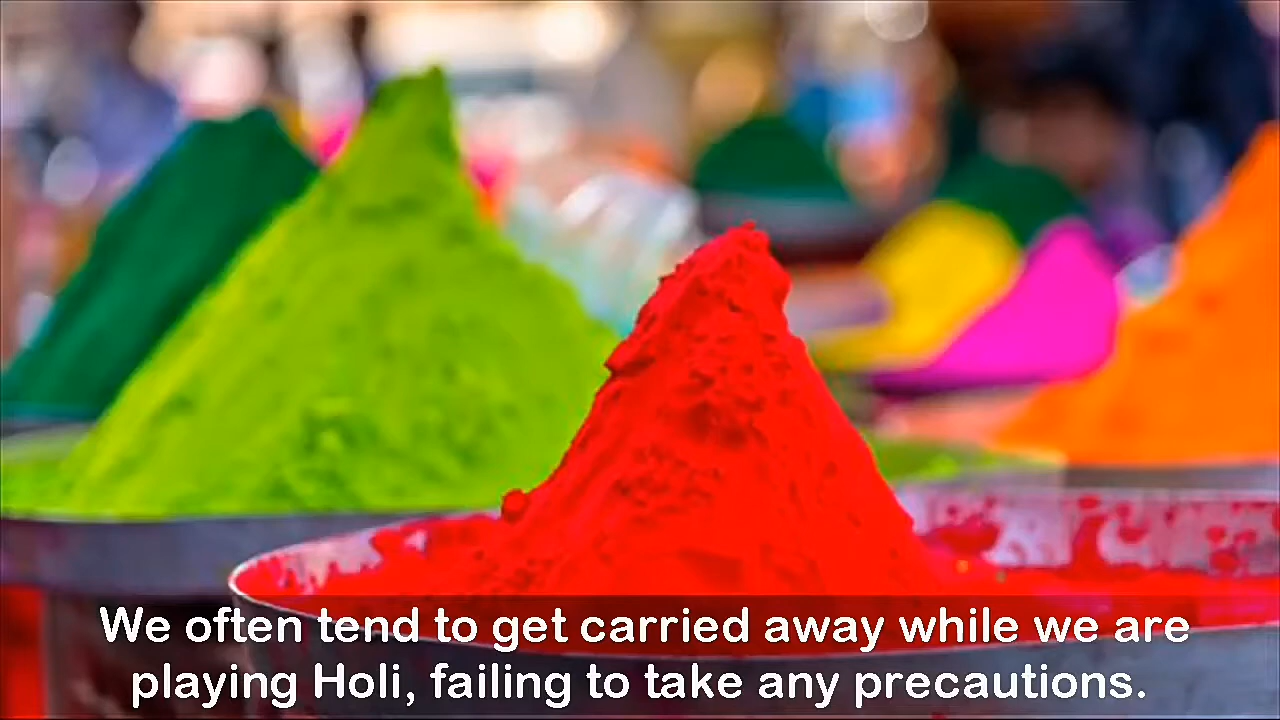 We often tend to get carried away while we are
playing Holi, failing to take any precautions.